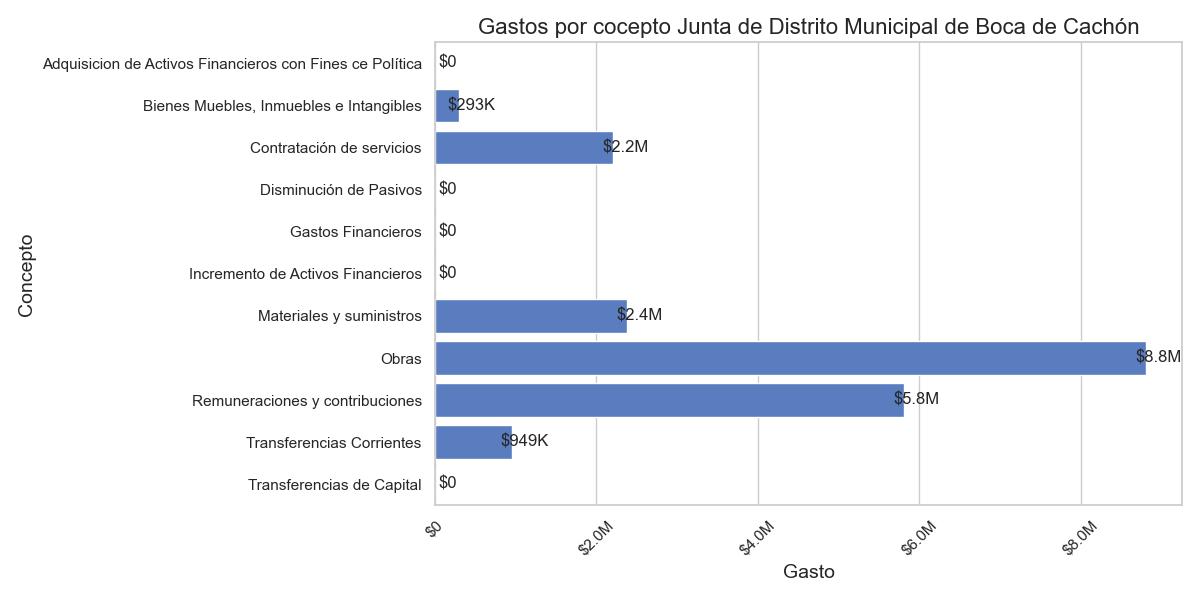 Gastos por cocepto Junta de Distrito Municipal de Boca de Cachón
Concepto
Adquisicion de Activos Financieros con Fines ce Política $0
Bienes Muebles, Inmuebles e Intangibles $293K
Contratación de servicios $2.2M
Disminución de Pasivos $0
Gastos Financieros $0
Incremento de Activos Financieros $0
Materiales y suministros $2.4M
Obras $8.8M
Remuneraciones y contribuciones $5.8M
Transferencias Corrientes $949K
Transferencias de Capital $0
$0 $2.0M $4.0M $6.0M $8.0M
Gasto